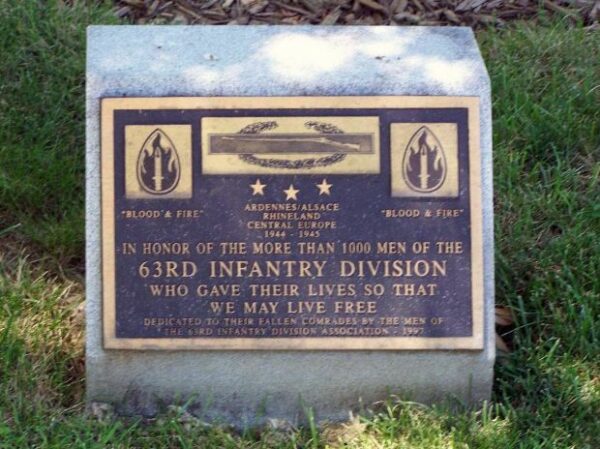 "BLOOD & FIRE"
"BLOOD & FIRE"
ARDENNES/ALSACE
RHINELAND
CENTRAL EUROPE
1944 - 1945
IN HONOR OF THE MORE THAN 1000 MEN OF THE
63RD INFANTRY DIVISION
WHO GAVE THEIR LIVES SO THAT
WE MAY LIVE FREE
DEDICATED TO THEIR FALLEN COMRADES BY THE MEN OF
THE 63RD INFANTRY DIVISION ASSOCIATION - 1997